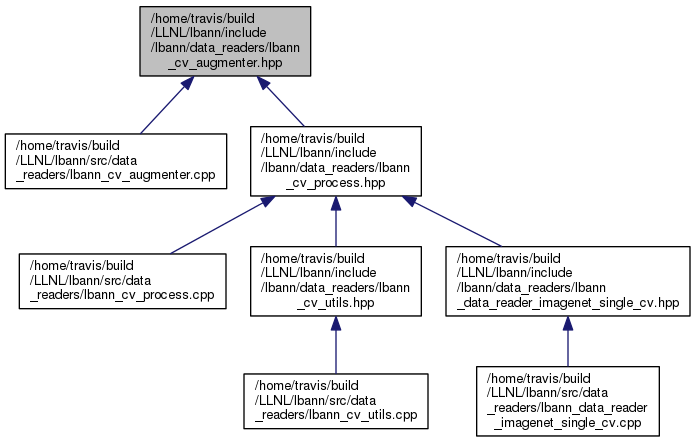 /home/travis/build
/LLNL/lbann/include
/lbann/data_readers/lbann
_cv_augmenter.hpp
/home/travis/build
/LLNL/lbann/src/data
_readers/lbann_cv_augmenter.cpp
/home/travis/build
/LLNL/lbann/include
/lbann/data_readers/lbann
_cv_process.hpp
/home/travis/build
/LLNL/lbann/src/data
_readers/lbann_cv_process.cpp
/home/travis/build
/LLNL/lbann/include
/lbann/data_readers/lbann
_cv_utils.hpp
/home/travis/build
/LLNL/lbann/include
/lbann/data_readers/lbann
_data_reader_imagenet_single_cv.hpp
/home/travis/build
/LLNL/lbann/src/data
_readers/lbann_cv_utils.cpp
/home/travis/build
/LLNL/lbann/src/data
_readers/lbann_data_reader
_imagenet_single_cv.cpp